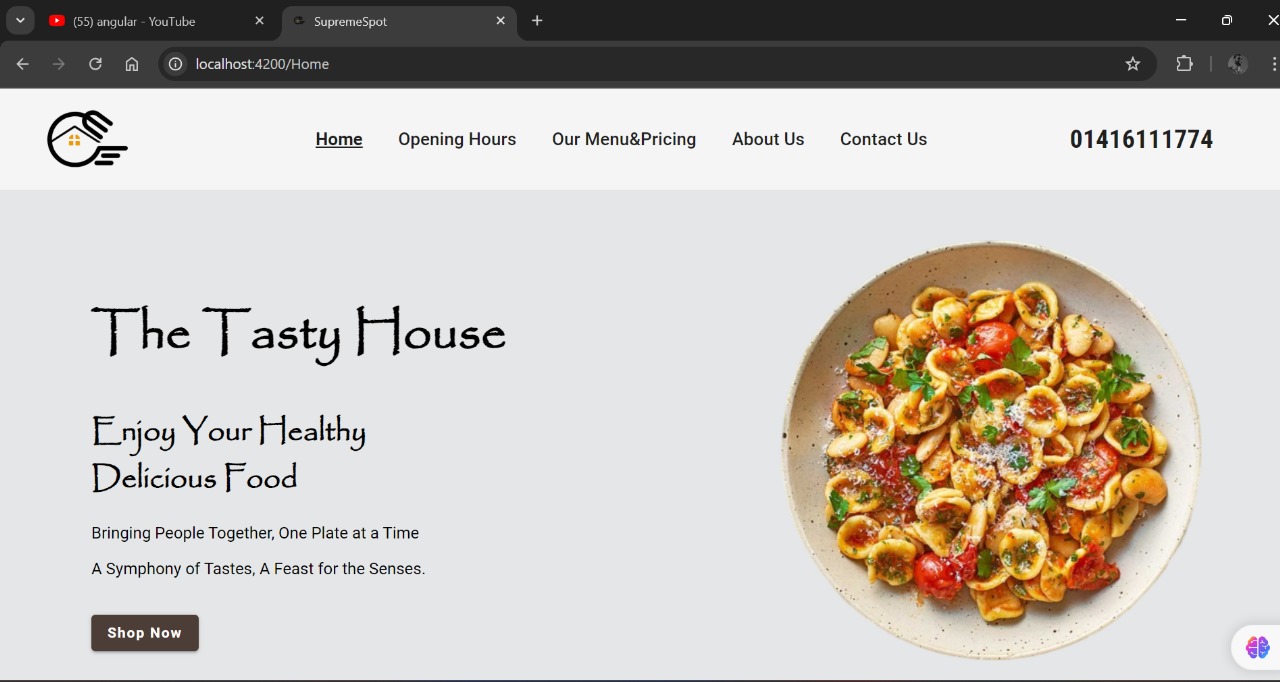 (55) angular - YouTube
SupremeSpot
localhost:4200/Home
Home
Opening Hours
Our Menu&Pricing
About Us
Contact Us
01416111774
The Tasty House
Enjoy Your Healthy
Delicious Food
Bringing People Together, One Plate at a Time
A Symphony of Tastes, A Feast for the Senses.
Shop Now